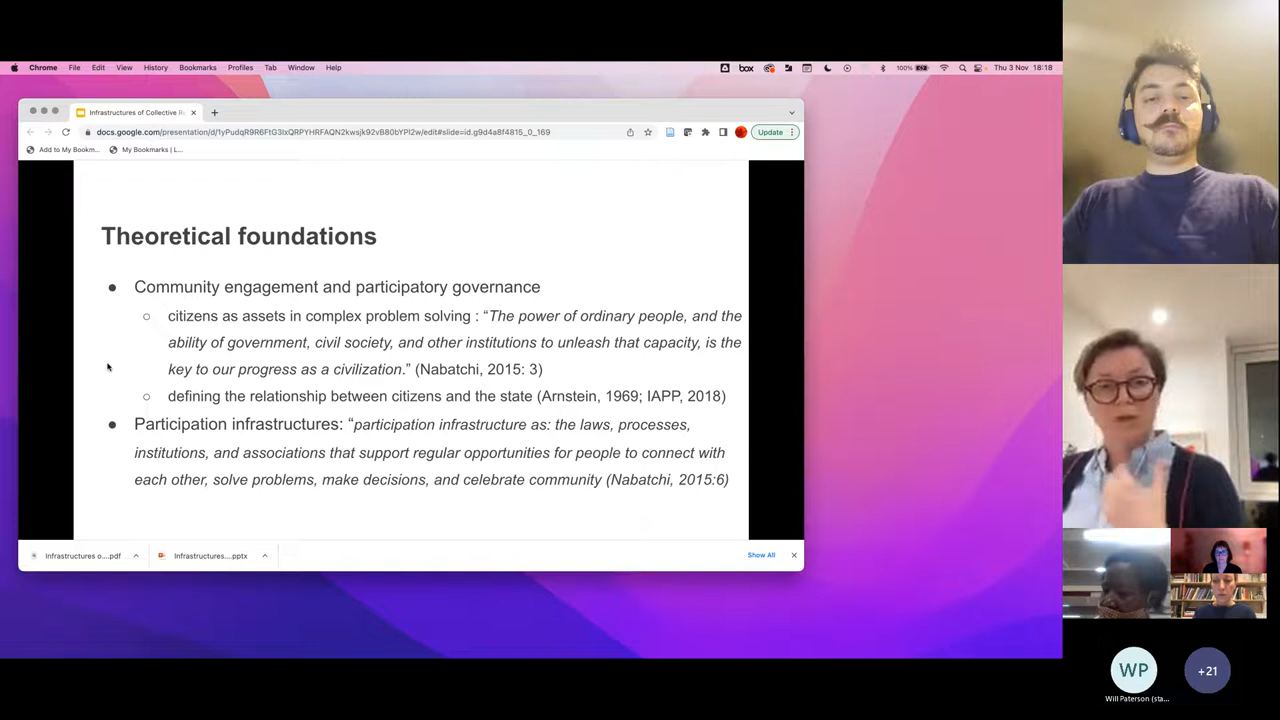 Chrome File Edit View History Bookmarks Profiles Tab Window Help
box 100% Thu 3 Nov 18:18
Infrastructures of Collective R
docs.google.com/presentation/d/1yPudqR9R6FtG3IxQRPYHRFAQN2kwsjk92vB80bYPl2w/edit#slide=id.g9d4a8f4815_0_169
Update
Add to My Bookm... My Bookmarks | L...
Theoretical foundations
● Community engagement and participatory governance
○ citizens as assets in complex problem solving : “The power of ordinary people, and the
ability of government, civil society, and other institutions to unleash that capacity, is the
key to our progress as a civilization.” (Nabatchi, 2015: 3)
○ defining the relationship between citizens and the state (Arnstein, 1969; IAPP, 2018)
● Participation infrastructures: “participation infrastructure as: the laws, processes,
institutions, and associations that support regular opportunities for people to connect with
each other, solve problems, make decisions, and celebrate community (Nabatchi, 2015:6)
Infrastructures o....pdf Infrastructures....pptx Show All
WP +21
Will Paterson (sta...